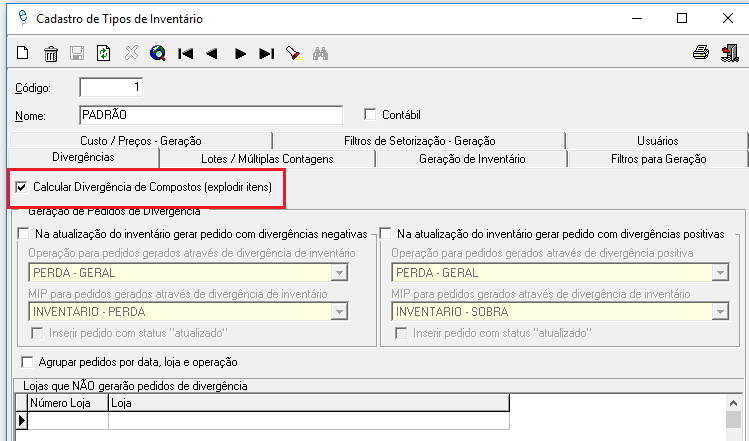 Cadastro de Tipos de Inventário
Código: 1
Nome: PADRÃO Contábil
Custo / Preços - Geração Filtros de Setorização - Geração Usuários
Divergências Lotes / Múltiplas Contagens Geração de Inventário Filtros para Geração
Calcular Divergência de Compostos (explodir itens)
Geração de Pedidos de Divergência
Na atualização do inventário gerar pedido com divergências negativas Na atualização do inventário gerar pedido com divergências positivas
Operação para pedidos gerados através de divergência de inventário Operação para pedidos gerados através de divergência positiva
PERDA - GERAL PERDA - GERAL
MIP para pedidos gerados através de divergência de inventário MIP para pedidos gerados através de divergência de inventário
INVENTARIO - PERDA INVENTARIO - SOBRA
Inserir pedido com status "atualizado" Inserir pedido com status "atualizado"
Agrupar pedidos por data, loja e operação
Lojas que NÃO gerarão pedidos de divergência
Número Loja Loja